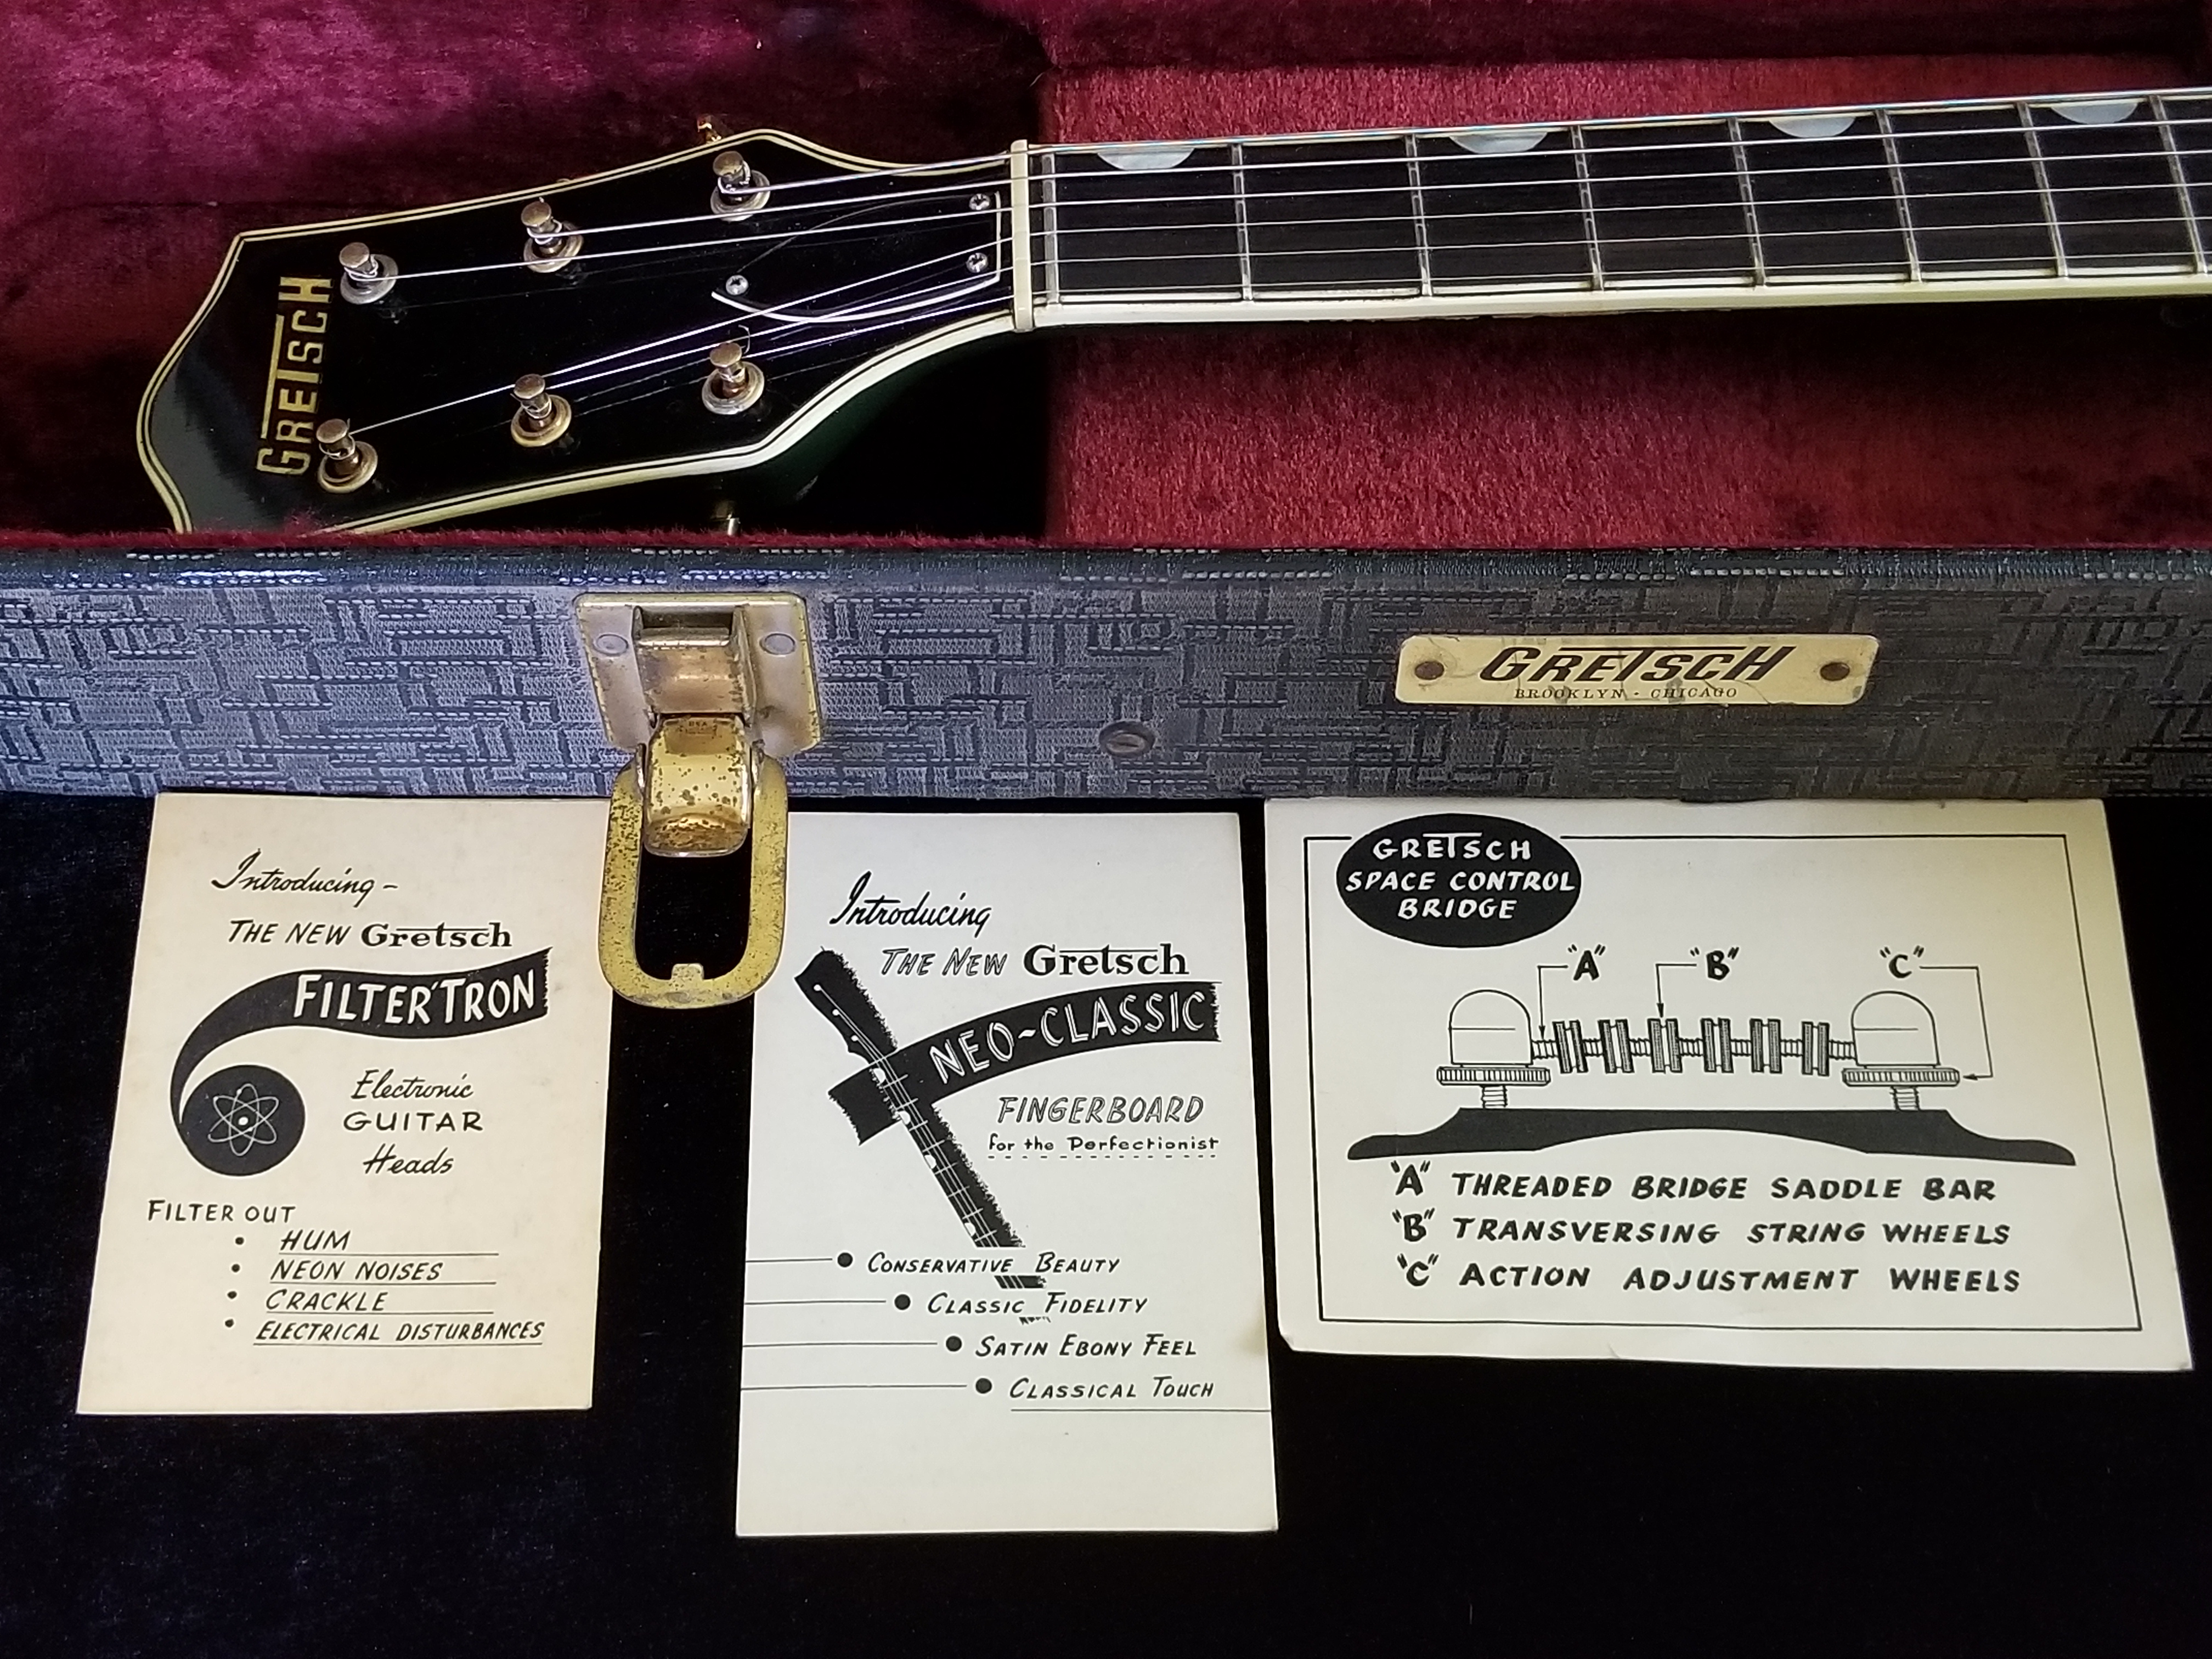 GRETSCH
GRETSCH
BROOKLYN - CHICAGO
Introducing -
THE NEW Gretsch
FILTER'TRON
Electronic
GUITAR
Heads
FILTER OUT
• HUM
• NEON NOISES
• CRACKLE
• ELECTRICAL DISTURBANCES
Introducing
THE NEW Gretsch
NEO-CLASSIC
FINGERBOARD
for the Perfectionist
• CONSERVATIVE BEAUTY
• CLASSIC FIDELITY
• SATIN EBONY FEEL
• CLASSICAL TOUCH
GRETSCH
SPACE CONTROL
BRIDGE
"A" "B" "C"
"A" THREADED BRIDGE SADDLE BAR
"B" TRANSVERSING STRING WHEELS
"C" ACTION ADJUSTMENT WHEELS